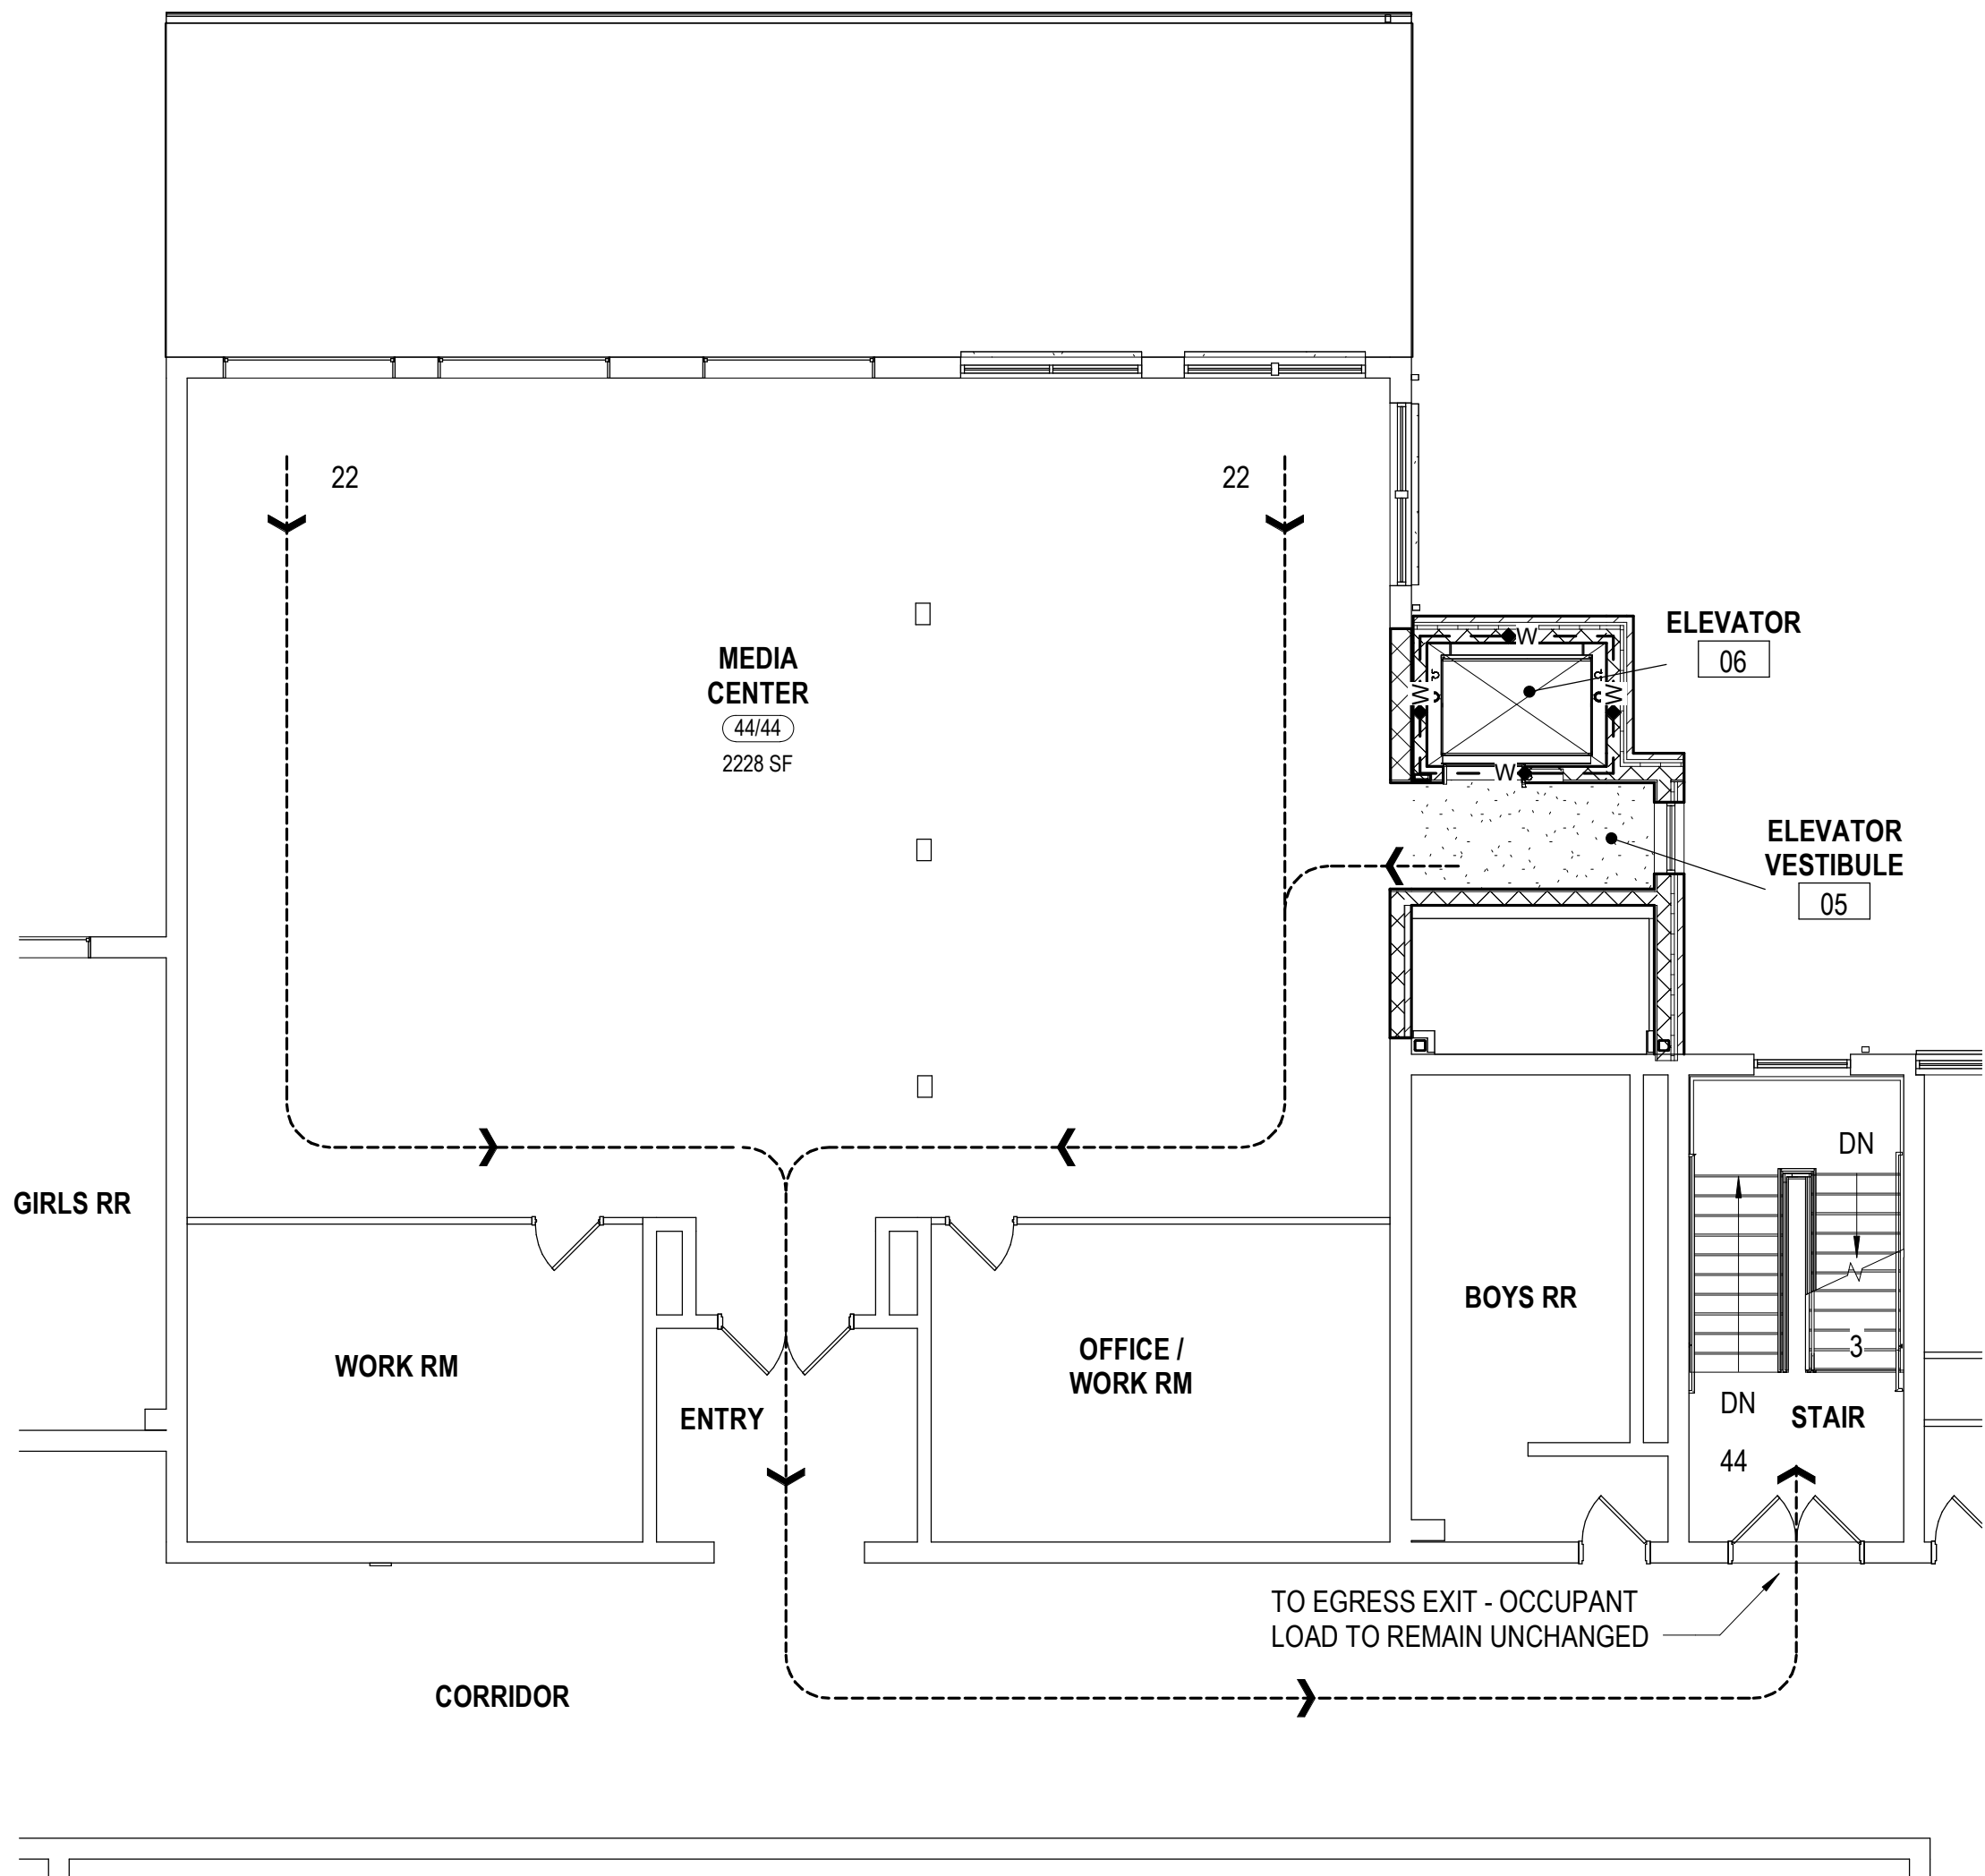 22
22
MEDIA
CENTER
44/44
2228 SF
ELEVATOR
06
W
W
W
W
ELEVATOR
VESTIBULE
05
GIRLS RR
DN
WORK RM
ENTRY
OFFICE /
WORK RM
BOYS RR
3
DN
STAIR
44
TO EGRESS EXIT - OCCUPANT
LOAD TO REMAIN UNCHANGED
CORRIDOR